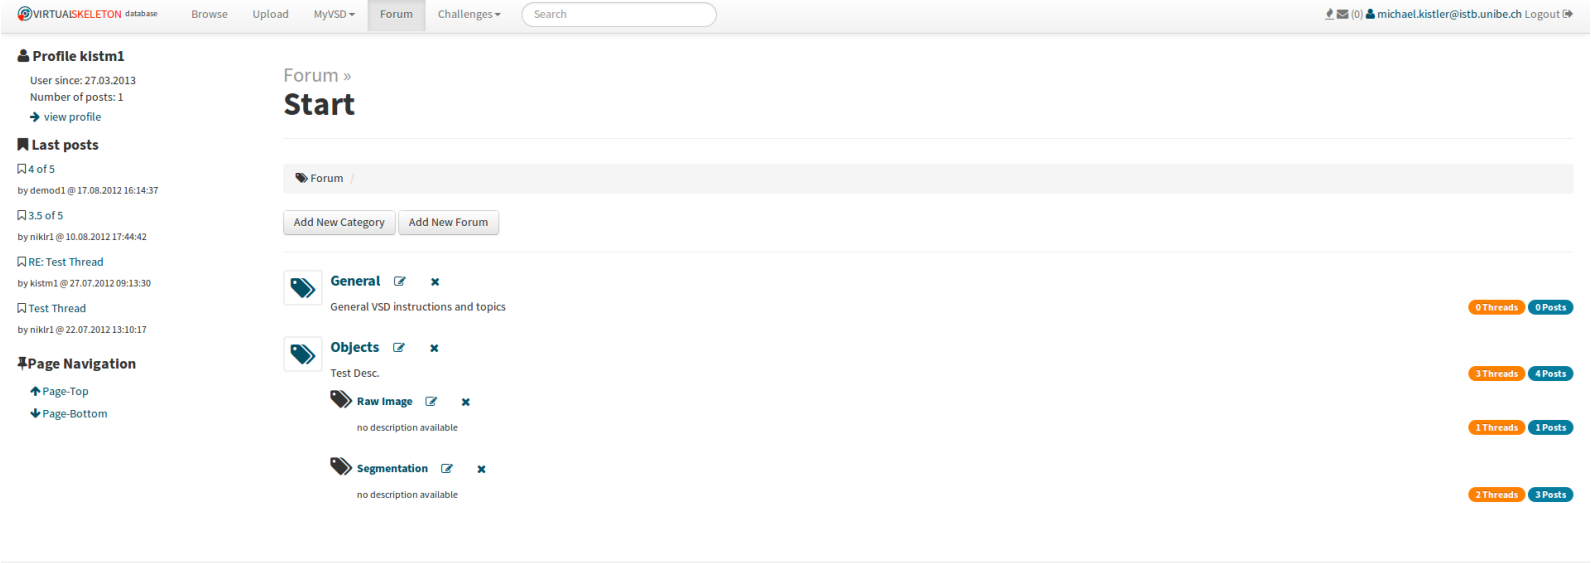 VIRTUALSKELETON database Browse Upload MyVSD Forum Challenges Search (0) michael.kistler@istb.unibe.ch Logout
Profile kistm1
User since: 27.03.2013
Number of posts: 1
view profile
Last posts
4 of 5
by demod1 @ 17.08.2012 16:14:37
3.5 of 5
by niklr1 @ 10.08.2012 17:44:42
RE: Test Thread
by kistm1 @ 27.07.2012 09:13:30
Test Thread
by niklr1 @ 22.07.2012 13:10:17
Page Navigation
Page-Top
Page-Bottom
Forum »
Start
Forum /
Add New Category Add New Forum
General
General VSD instructions and topics
0 Threads 0 Posts
Objects
Test Desc.
3 Threads 4 Posts
Raw Image
no description available
1 Threads 1 Posts
Segmentation
no description available
2 Threads 3 Posts